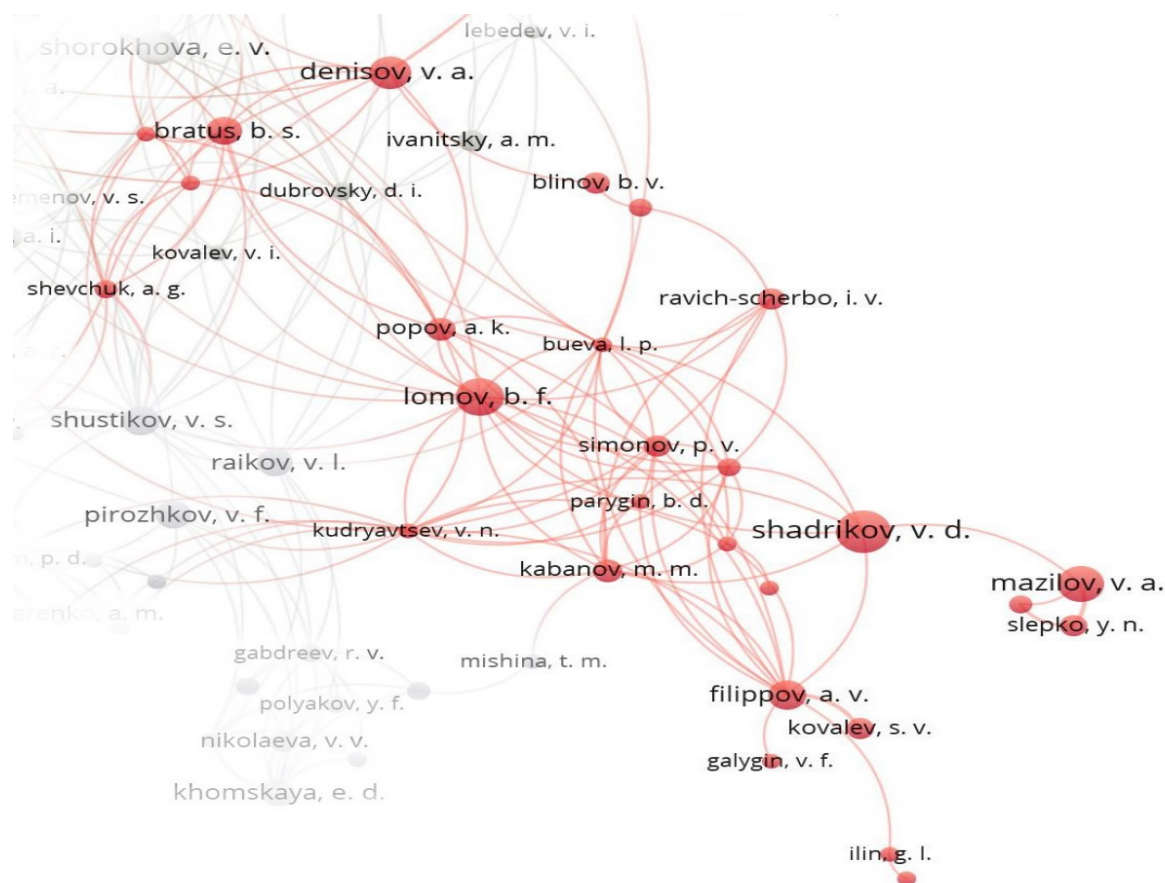 lebedev, v. i.
shorokhova, e. v.
denisov, v. a.
bratus, b. s.
ivanitsky, a. m.
blinov, b. v.
dubrovsky, d. i.
v. s.
a. i.
kovalev, v. i.
shevchuk, a. g.
ravich-scherbo, i. v.
popov, a. k.
bueva, l. p.
lomov, b. f.
shustikov, v. s.
simonov, p. v.
raikov, v. l.
parygin, b. d.
pirozhkov, v. f.
kudryavtsev, v. n.
shadrikov, v. d.
p. d.
kabanov, m. m.
mazilov, v. a.
a. m.
slepko, y. n.
gabdreev, r. v.
mishina, t. m.
polyakov, y. f.
filippov, a. v.
kovalev, s. v.
nikolaeva, v. v.
galygin, v. f.
khomskaya, e. d.
ilin, g. l.